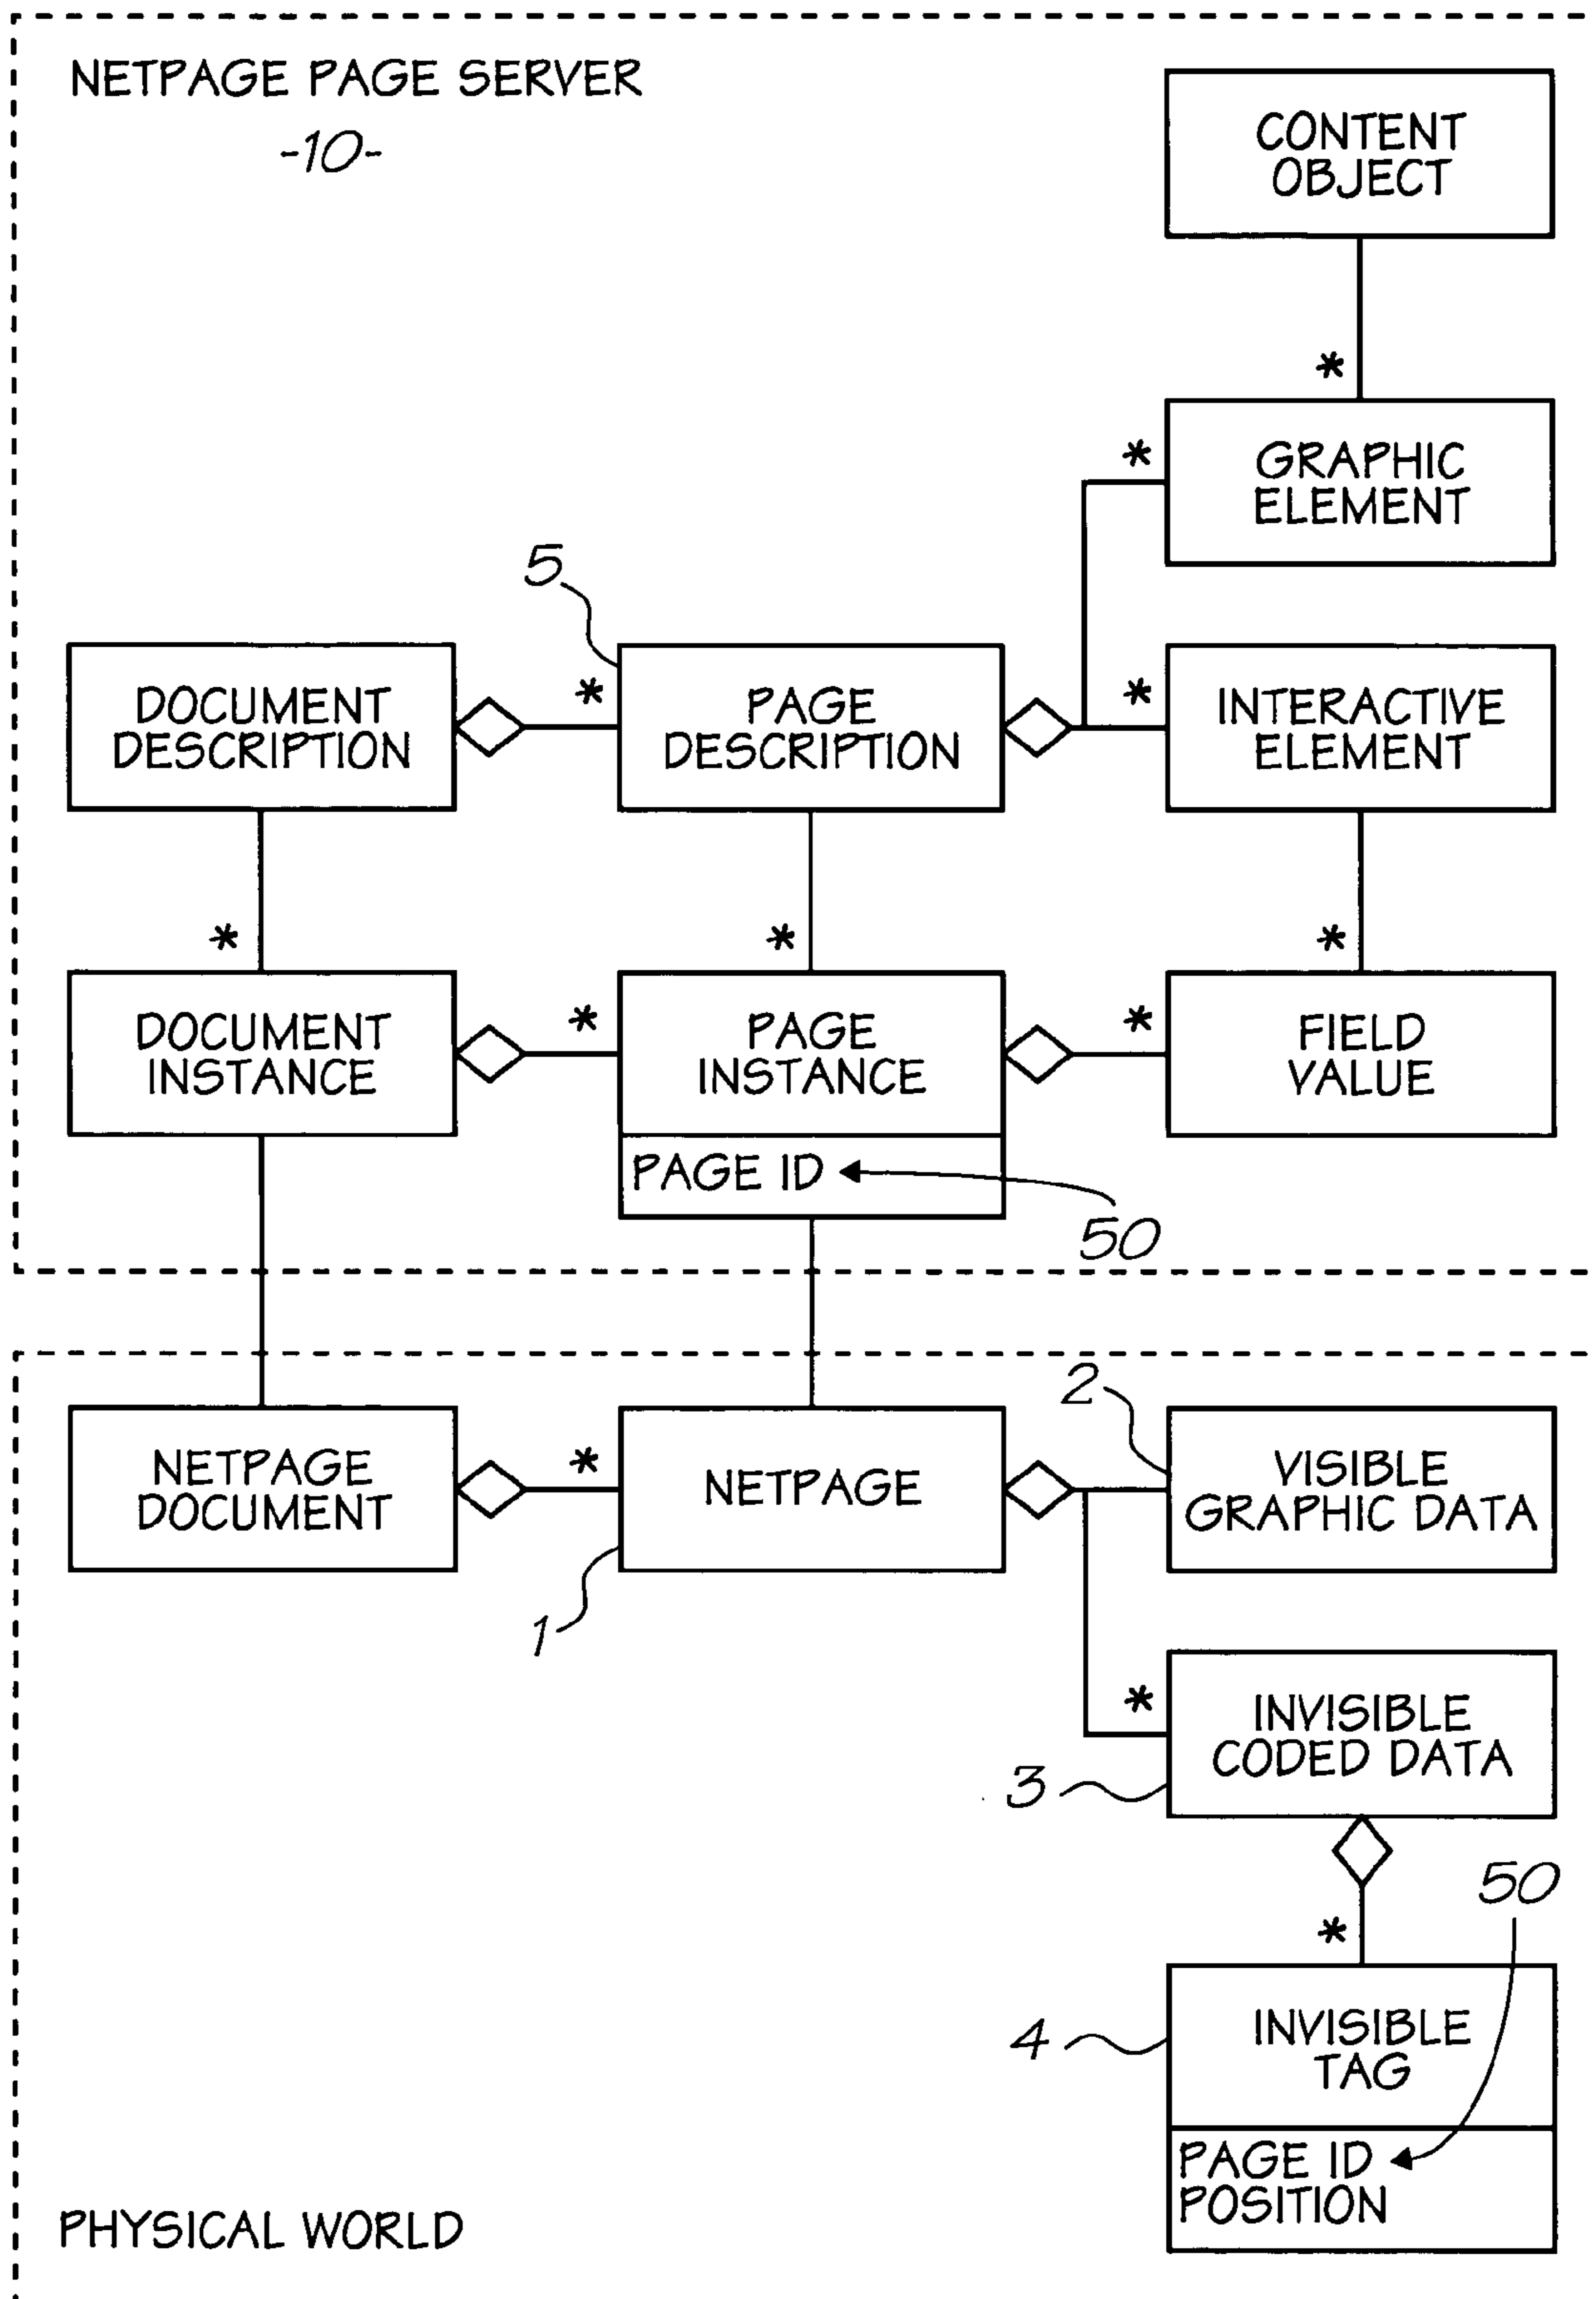 NETPAGE PAGE SERVER
-10-
CONTENT
OBJECT
*
*
GRAPHIC
ELEMENT
5
DOCUMENT
DESCRIPTION
*
PAGE
DESCRIPTION
*
INTERACTIVE
ELEMENT
*
*
*
DOCUMENT
INSTANCE
*
PAGE
INSTANCE
*
FIELD
VALUE
PAGE ID
50
2
NETPAGE
DOCUMENT
*
NETPAGE
VISIBLE
GRAPHIC DATA
1
*
INVISIBLE
CODED DATA
3
50
*
4
INVISIBLE
TAG
PAGE ID
POSITION
PHYSICAL WORLD